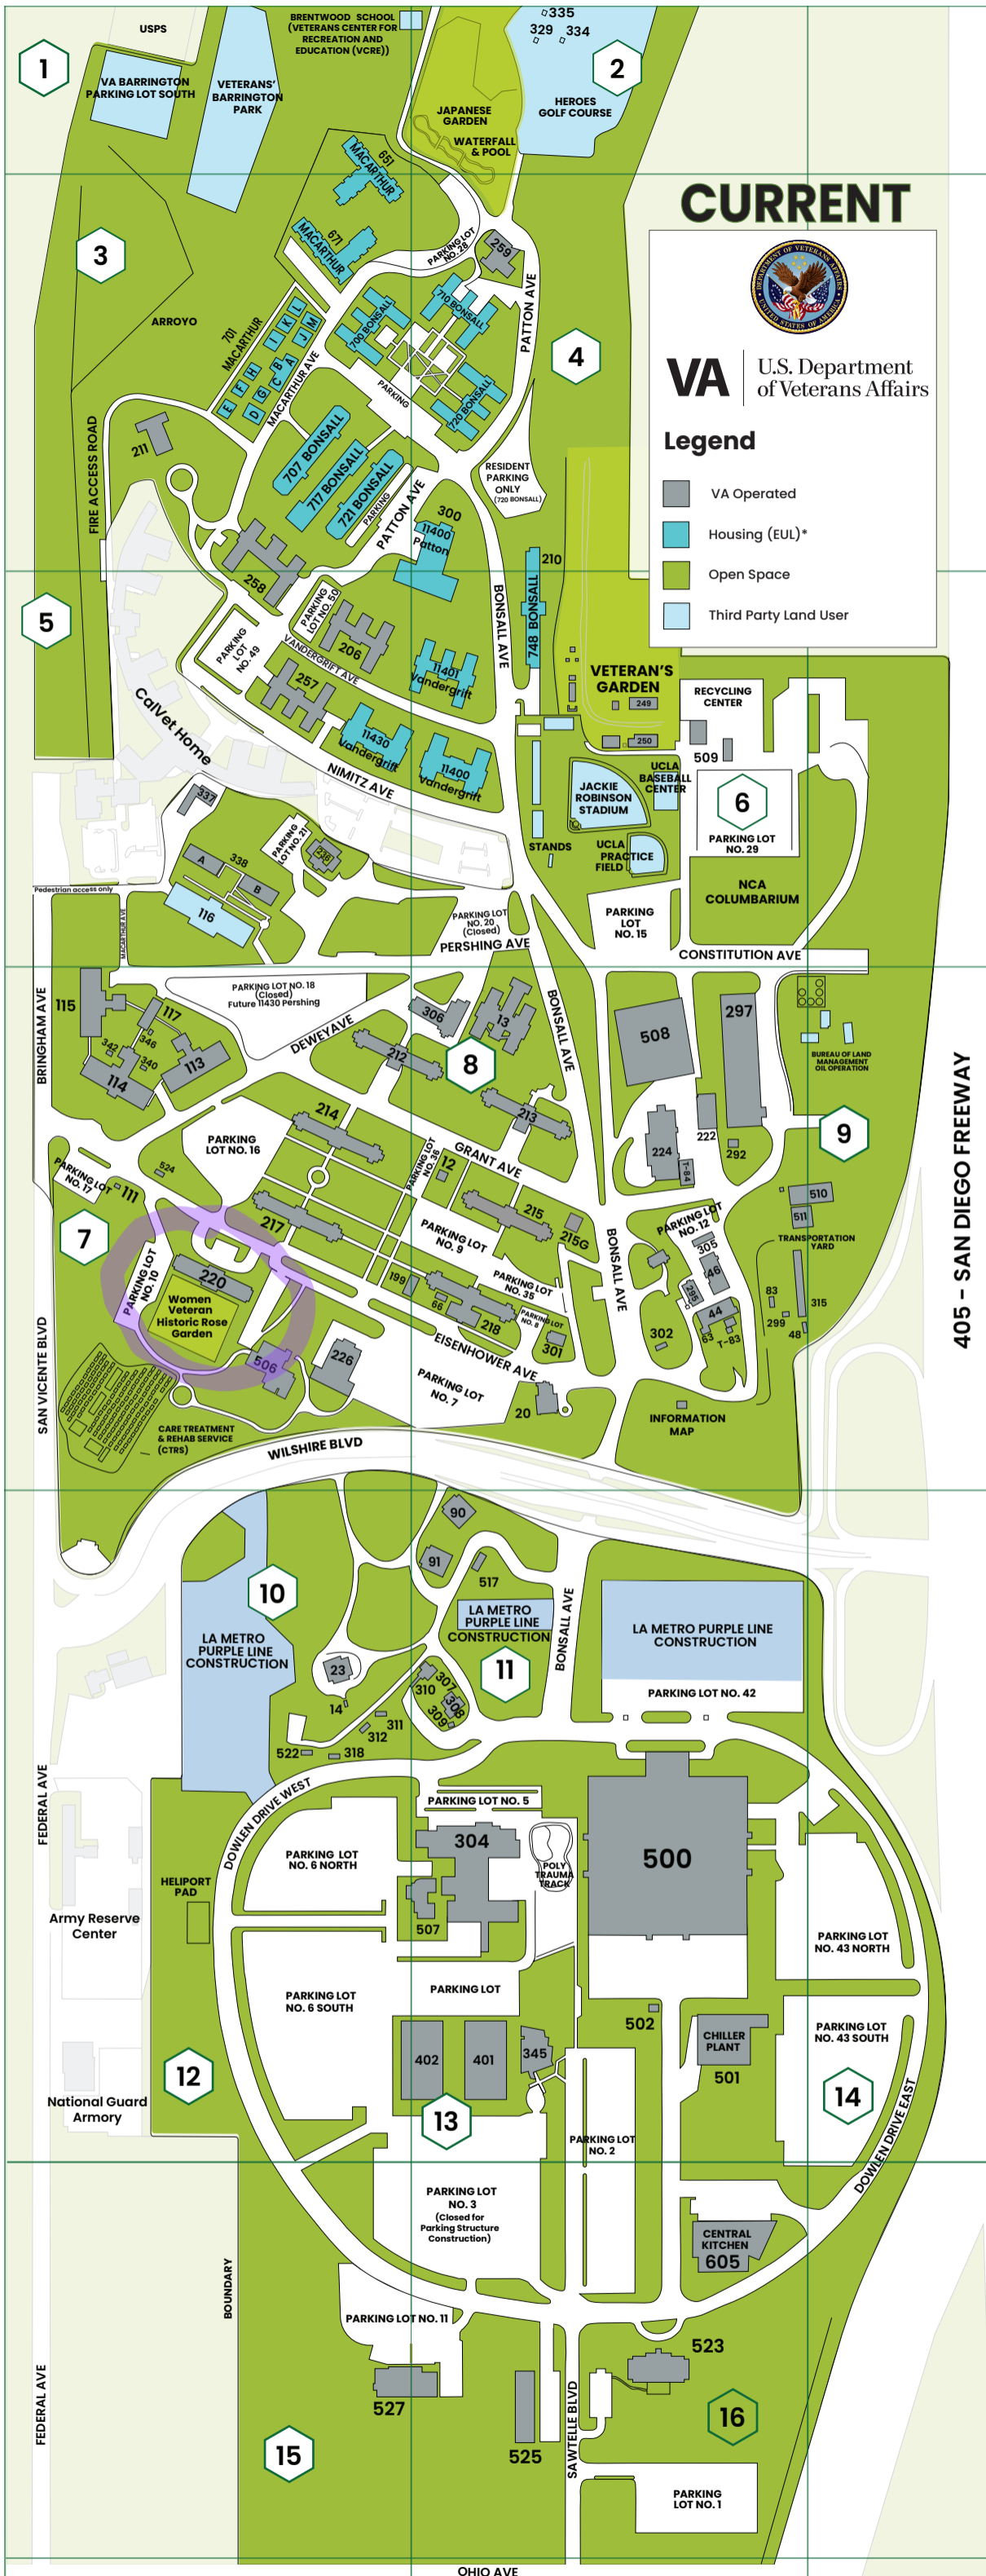 USPS
BRENTWOOD SCHOOL
(VETERANS CENTER FOR
RECREATION AND
EDUCATION (VCRE))
335
329 334
1
2
VA BARRINGTON
PARKING LOT SOUTH
VETERANS'
BARRINGTON
PARK
JAPANESE
GARDEN
HEROES
GOLF COURSE
WATERFALL
& POOL
651
MACARTHUR
CURRENT
671
MACARTHUR
PARKING LOT
NO. 28
259
3
DEPARTMENT OF VETERANS AFFAIRS
UNITED STATES OF AMERICA
VA
U.S. Department
of Veterans Affairs
Legend
VA Operated
Housing (EUL)*
Open Space
Third Party Land User
ARROYO
701
MACARTHUR
L
K
I
M
J
B
A
H
C
F
G
E
D
MACARTHUR AVE
700 BONSALL
710 BONSALL
720 BONSALL
PATTON AVE
PARKING
4
FIRE ACCESS ROAD
211
707 BONSALL
717 BONSALL
721 BONSALL
PARKING
PATTON AVE
RESIDENT
PARKING
ONLY
(720 BONSALL)
300
11400
Patton
210
748 BONSALL
258
PARKING
LOT NO. 50
BONSALL AVE
5
PARKING
LOT
NO. 49
206
VANDERGRIFT AVE
257
11401
Vandergrift
VETERAN'S
GARDEN
249
250
RECYCLING
CENTER
509
CalVet Home
11430
Vandergrift
11400
Vandergrift
NIMITZ AVE
UCLA
BASEBALL
CENTER
JACKIE
ROBINSON
STADIUM
6
PARKING LOT
NO. 29
337
PARKING
LOT NO. 21
236
STANDS
UCLA
PRACTICE
FIELD
A
338
B
NCA
COLUMBARIUM
Pedestrian access only
116
MACARTHUR AVE
PARKING LOT
NO. 20
(Closed)
PERSHING AVE
PARKING
LOT
NO. 15
CONSTITUTION AVE
115
BRINGHAM AVE
117
342
346
340
114
113
PARKING LOT NO. 18
(Closed)
Future 11430 Pershing
DEWEY AVE
306
13
BONSALL AVE
508
297
212
8
BUREAU OF LAND
MANAGEMENT
OIL OPERATION
213
222
224
T-84
292
9
405 – SAN DIEGO FREEWAY
214
PARKING
LOT NO. 16
PARKING LOT
NO. 36
12
GRANT AVE
PARKING LOT
NO. 17
524
111
217
215
215G
PARKING LOT
NO. 9
PARKING LOT
NO. 12
510
511
TRANSPORTATION
YARD
7
PARKING LOT
NO. 10
220
Women
Veteran
Historic Rose
Garden
199
66
218
PARKING LOT
NO. 35
PARKING LOT
NO. 8
301
BONSALL AVE
305
46
295
44
63
T-83
302
83
299
48
315
SAN VICENTE BLVD
506
226
EISENHOWER AVE
PARKING LOT
NO. 7
20
INFORMATION
MAP
CARE TREATMENT
& REHAB SERVICE
(CTRS)
WILSHIRE BLVD
90
91
517
10
LA METRO
PURPLE LINE
CONSTRUCTION
LA METRO
PURPLE LINE
CONSTRUCTION
11
BONSALL AVE
LA METRO PURPLE LINE
CONSTRUCTION
PARKING LOT NO. 42
23
14
310
307
308
309
311
312
522
318
FEDERAL AVE
DOWLEN DRIVE WEST
PARKING LOT NO. 5
304
PARKING LOT
NO. 6 NORTH
POLY
TRAUMA
TRACK
500
HELIPORT
PAD
507
Army Reserve
Center
PARKING LOT
NO. 43 NORTH
PARKING LOT
NO. 6 SOUTH
PARKING LOT
502
CHILLER
PLANT
501
PARKING LOT
NO. 43 SOUTH
402
401
345
12
National Guard
Armory
13
14
PARKING LOT
NO. 2
DOWLEN DRIVE EAST
PARKING LOT
NO. 3
(Closed for
Parking Structure
Construction)
CENTRAL
KITCHEN
605
BOUNDARY
PARKING LOT NO. 11
523
527
525
SAWTELLE BLVD
16
15
FEDERAL AVE
PARKING
LOT NO. 1
OHIO AVE